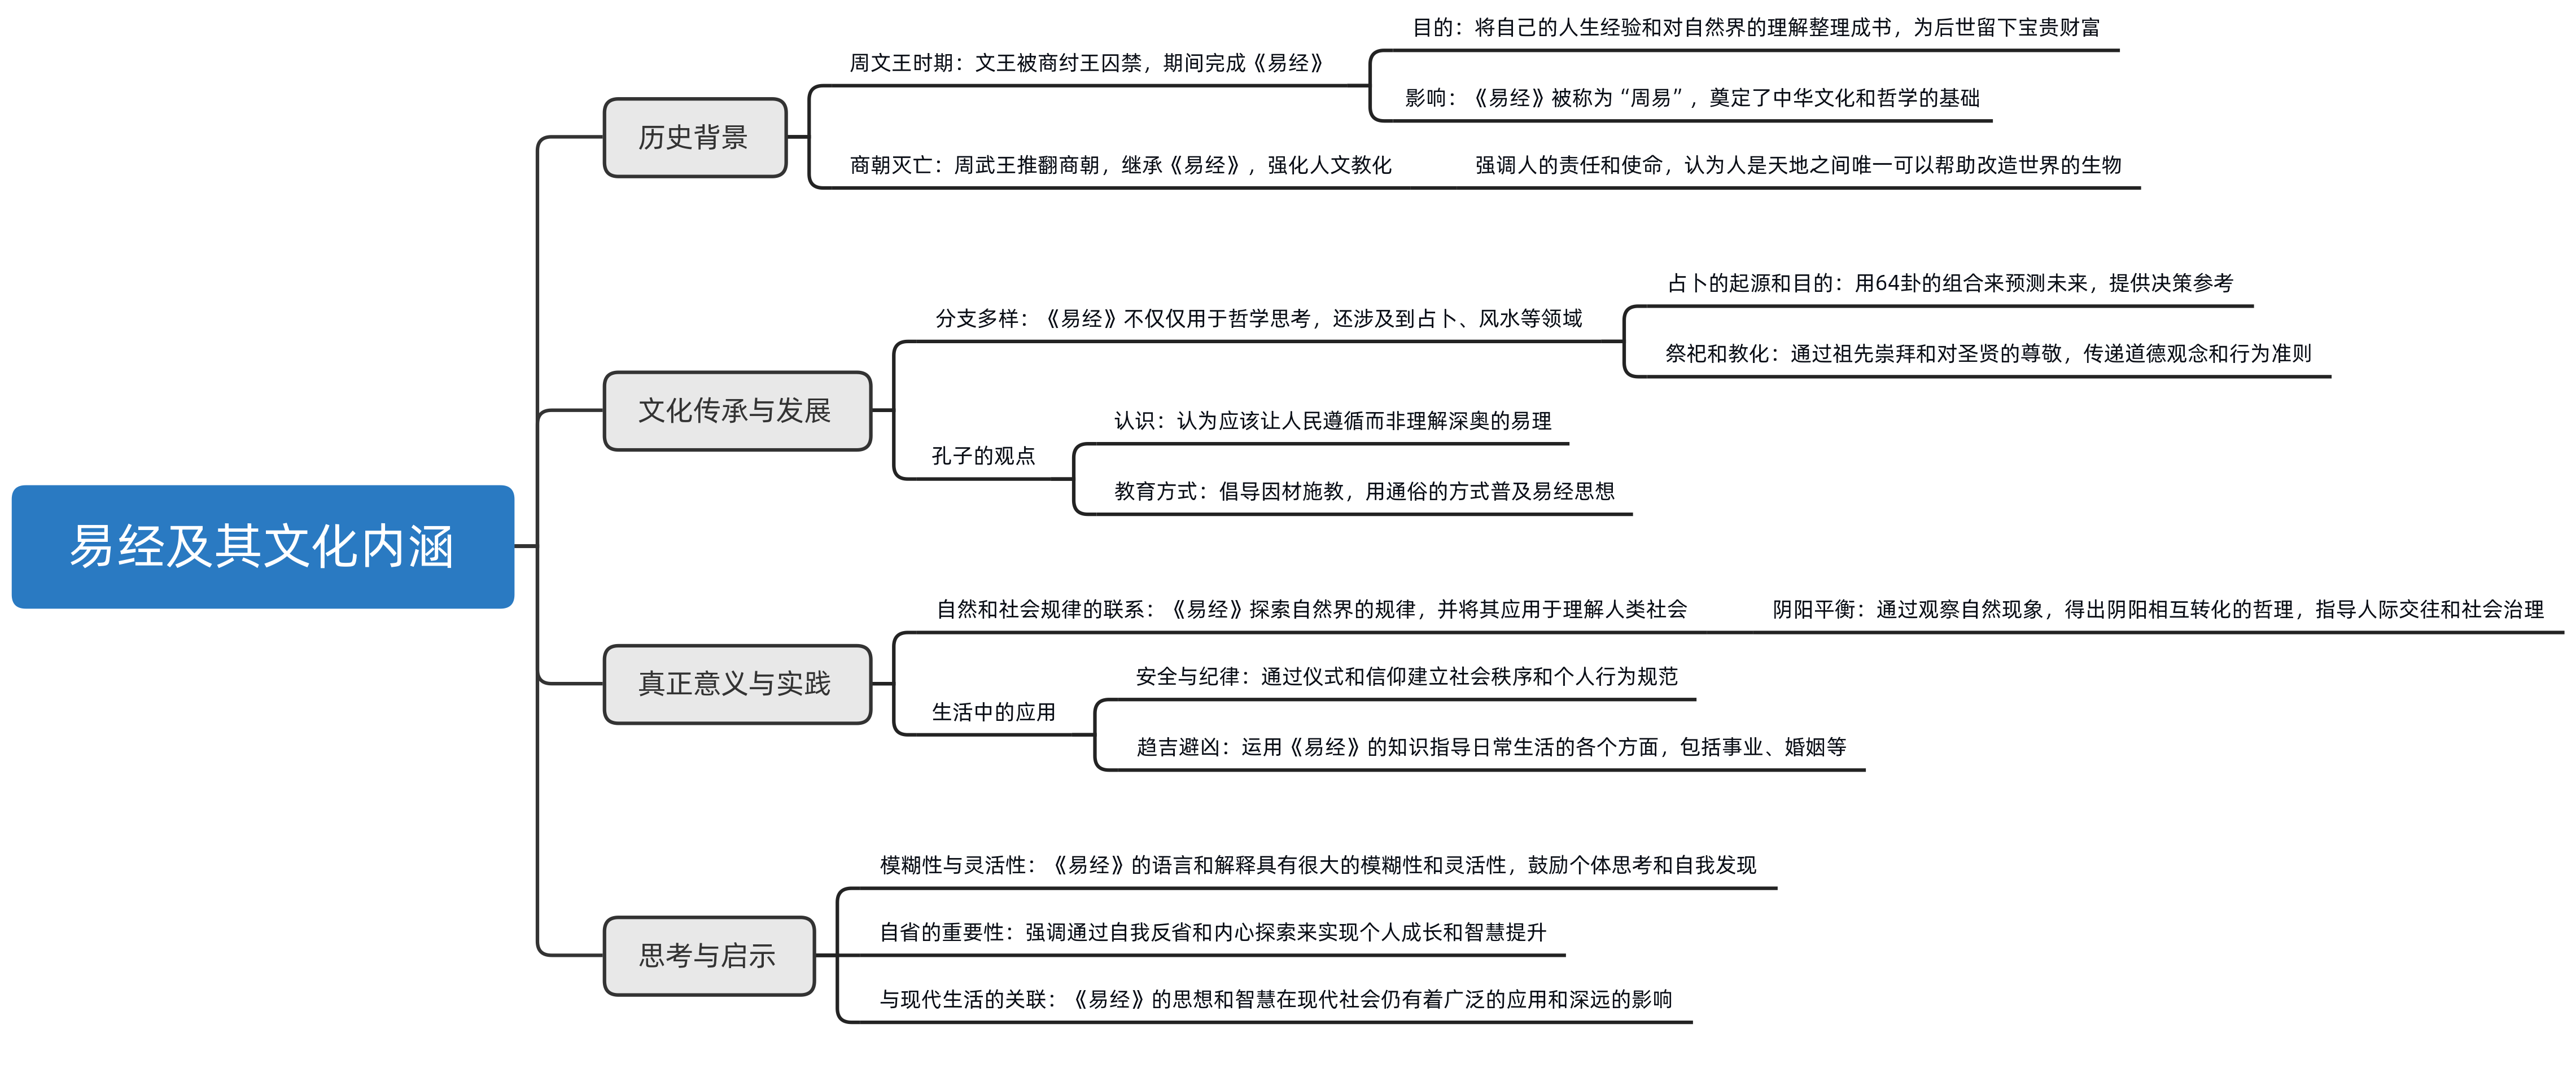 易经及其文化内涵
历史背景
周文王时期：文王被商纣王囚禁，期间完成《易经》
目的：将自己的人生经验和对自然界的理解整理成书，为后世留下宝贵财富
影响：《易经》被称为“周易”，奠定了中华文化和哲学的基础
商朝灭亡：周武王推翻商朝，继承《易经》，强化人文教化
强调人的责任和使命，认为人是天地之间唯一可以帮助改造世界的生物
文化传承与发展
分支多样：《易经》不仅仅用于哲学思考，还涉及到占卜、风水等领域
占卜的起源和目的：用64卦的组合来预测未来，提供决策参考
祭祀和教化：通过祖先崇拜和对圣贤的尊敬，传递道德观念和行为准则
孔子的观点
认识：认为应该让人民遵循而非理解深奥的易理
教育方式：倡导因材施教，用通俗的方式普及易经思想
真正意义与实践
自然和社会规律的联系：《易经》探索自然界的规律，并将其应用于理解人类社会
阴阳平衡：通过观察自然现象，得出阴阳相互转化的哲理，指导人际交往和社会治理
生活中的应用
安全与纪律：通过仪式和信仰建立社会秩序和个人行为规范
趋吉避凶：运用《易经》的知识指导日常生活的各个方面，包括事业、婚姻等
思考与启示
模糊性与灵活性：《易经》的语言和解释具有很大的模糊性和灵活性，鼓励个体思考和自我发现
自省的重要性：强调通过自我反省和内心探索来实现个人成长和智慧提升
与现代生活的关联：《易经》的思想和智慧在现代社会仍有着广泛的应用和深远的影响